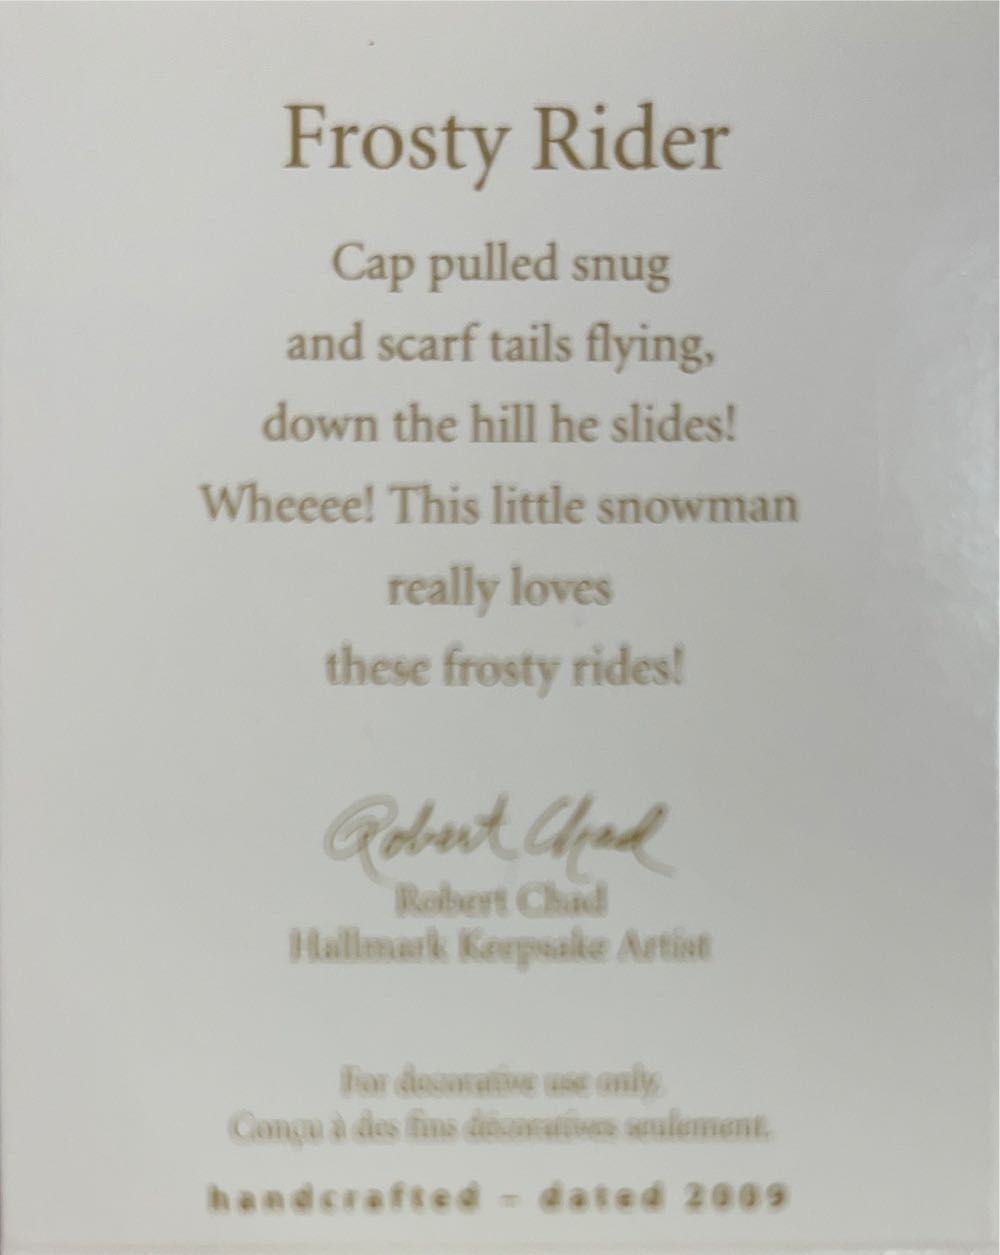 Frosty Rider
Cap pulled snug
and scarf tails flying,
down the hill he slides!
Wheeee! This little snowman
really loves
these frosty rides!
Robert Chad
Robert Chad
Hallmark Keepsake Artist
For decorative use only.
Conçu à des fins décoratives seulement.
handcrafted – dated 2009